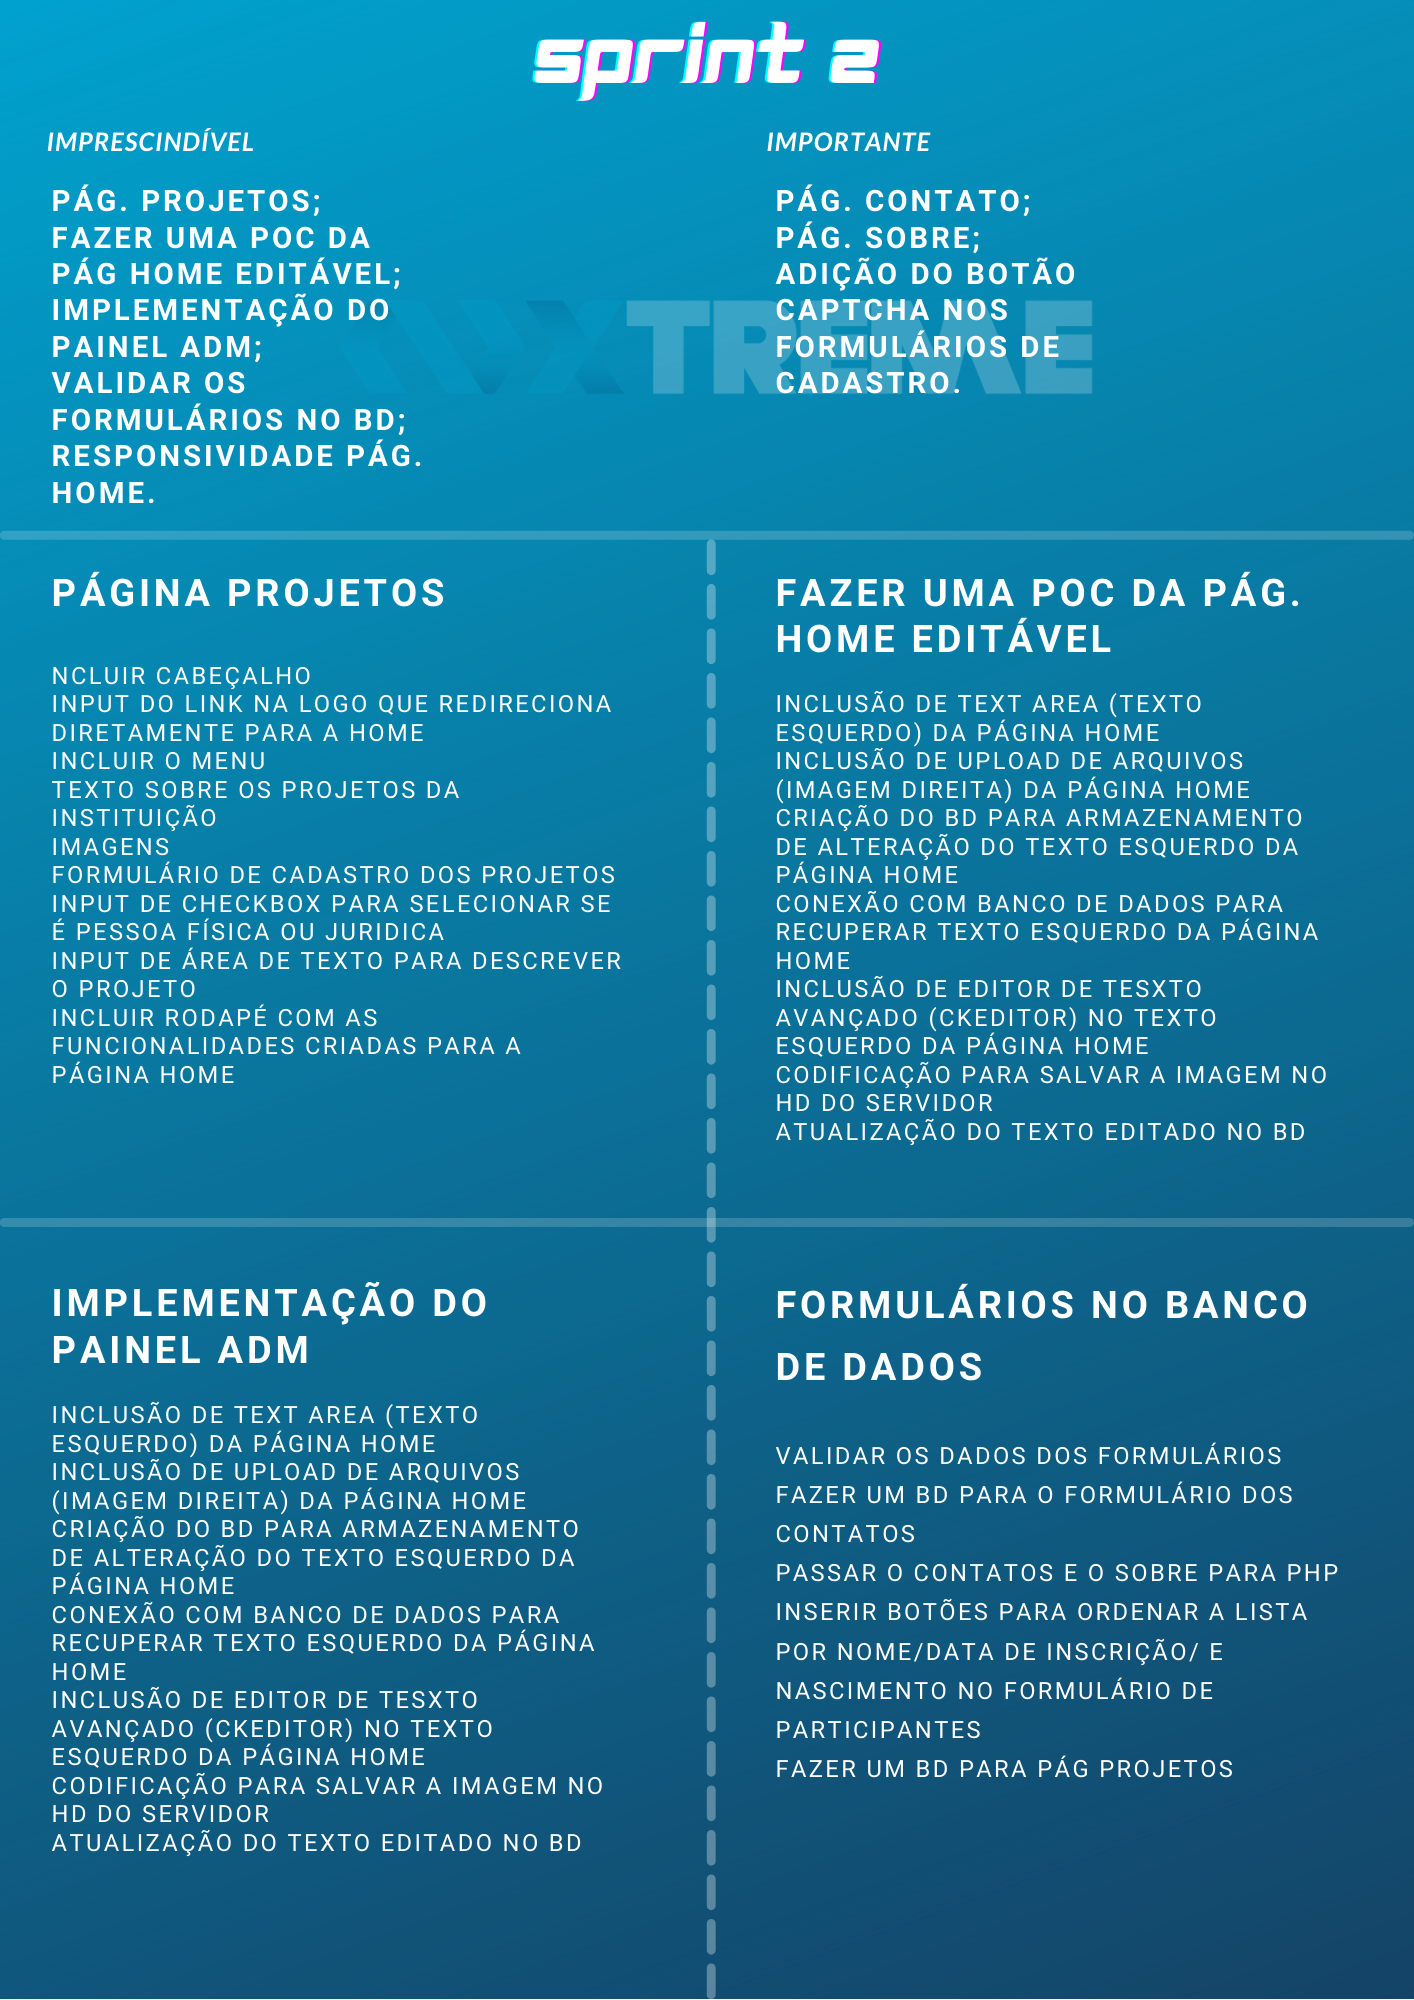 sprint 2
IMPRESCINDÍVEL
PÁG. PROJETOS;
FAZER UMA POC DA
PÁG HOME EDITÁVEL;
IMPLEMENTAÇÃO DO
PAINEL ADM;
VALIDAR OS
FORMULÁRIOS NO BD;
RESPONSIVIDADE PÁG.
HOME.
IMPORTANTE
PÁG. CONTATO;
PÁG. SOBRE;
ADIÇÃO DO BOTÃO
CAPTCHA NOS
FORMULÁRIOS DE
CADASTRO.
XTREME
PÁGINA PROJETOS
NCLUIR CABEÇALHO
INPUT DO LINK NA LOGO QUE REDIRECIONA
DIRETAMENTE PARA A HOME
INCLUIR O MENU
TEXTO SOBRE OS PROJETOS DA
INSTITUIÇÃO
IMAGENS
FORMULÁRIO DE CADASTRO DOS PROJETOS
INPUT DE CHECKBOX PARA SELECIONAR SE
É PESSOA FÍSICA OU JURIDICA
INPUT DE ÁREA DE TEXTO PARA DESCREVER
O PROJETO
INCLUIR RODAPÉ COM AS
FUNCIONALIDADES CRIADAS PARA A
PÁGINA HOME
FAZER UMA POC DA PÁG.
HOME EDITÁVEL
INCLUSÃO DE TEXT AREA (TEXTO
ESQUERDO) DA PÁGINA HOME
INCLUSÃO DE UPLOAD DE ARQUIVOS
(IMAGEM DIREITA) DA PÁGINA HOME
CRIAÇÃO DO BD PARA ARMAZENAMENTO
DE ALTERAÇÃO DO TEXTO ESQUERDO DA
PÁGINA HOME
CONEXÃO COM BANCO DE DADOS PARA
RECUPERAR TEXTO ESQUERDO DA PÁGINA
HOME
INCLUSÃO DE EDITOR DE TESXTO
AVANÇADO (CKEDITOR) NO TEXTO
ESQUERDO DA PÁGINA HOME
CODIFICAÇÃO PARA SALVAR A IMAGEM NO
HD DO SERVIDOR
ATUALIZAÇÃO DO TEXTO EDITADO NO BD
IMPLEMENTAÇÃO DO
PAINEL ADM
INCLUSÃO DE TEXT AREA (TEXTO
ESQUERDO) DA PÁGINA HOME
INCLUSÃO DE UPLOAD DE ARQUIVOS
(IMAGEM DIREITA) DA PÁGINA HOME
CRIAÇÃO DO BD PARA ARMAZENAMENTO
DE ALTERAÇÃO DO TEXTO ESQUERDO DA
PÁGINA HOME
CONEXÃO COM BANCO DE DADOS PARA
RECUPERAR TEXTO ESQUERDO DA PÁGINA
HOME
INCLUSÃO DE EDITOR DE TESXTO
AVANÇADO (CKEDITOR) NO TEXTO
ESQUERDO DA PÁGINA HOME
CODIFICAÇÃO PARA SALVAR A IMAGEM NO
HD DO SERVIDOR
ATUALIZAÇÃO DO TEXTO EDITADO NO BD
FORMULÁRIOS NO BANCO
DE DADOS
VALIDAR OS DADOS DOS FORMULÁRIOS
FAZER UM BD PARA O FORMULÁRIO DOS
CONTATOS
PASSAR O CONTATOS E O SOBRE PARA PHP
INSERIR BOTÕES PARA ORDENAR A LISTA
POR NOME/DATA DE INSCRIÇÃO/ E
NASCIMENTO NO FORMULÁRIO DE
PARTICIPANTES
FAZER UM BD PARA PÁG PROJETOS